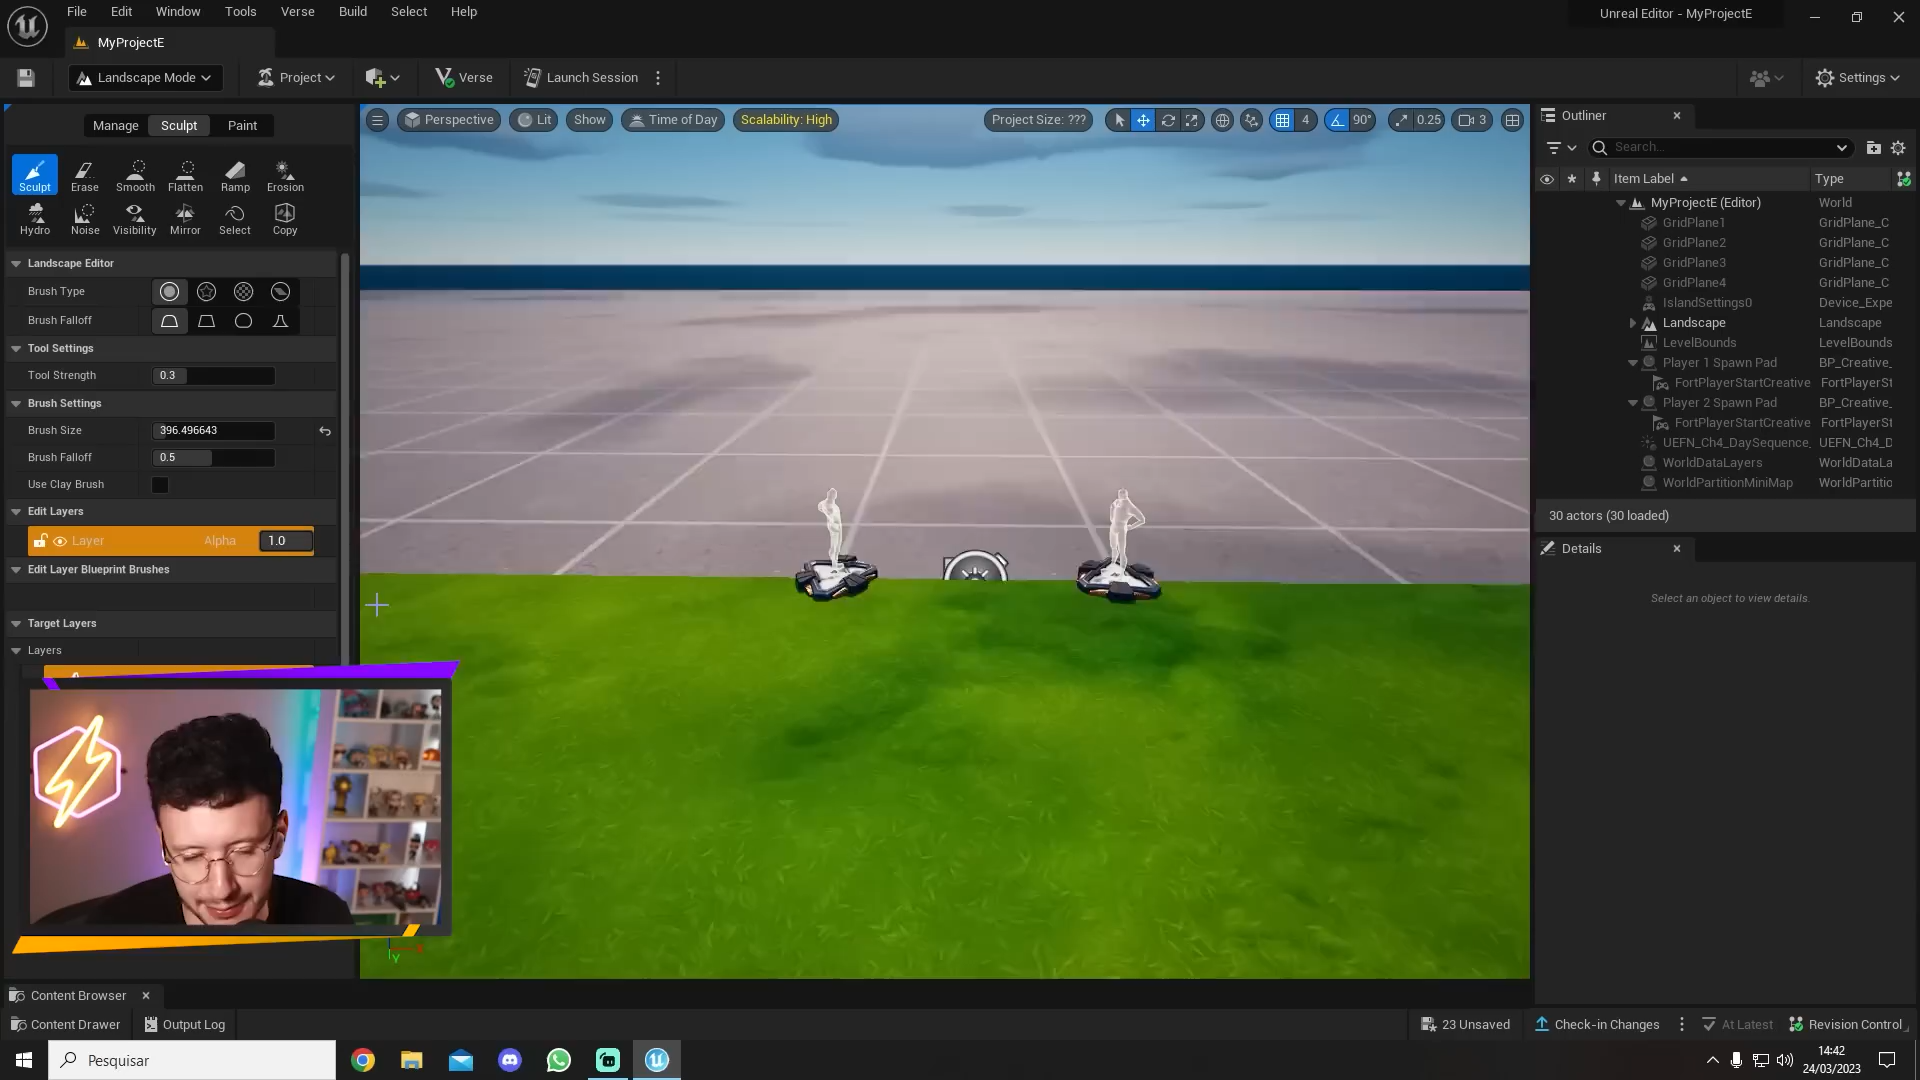 File Edit Window Tools Verse Build Select Help
Unreal Editor - MyProjectE
MyProjectE
Landscape Mode
Project
Verse
Launch Session
Settings
Manage Sculpt Paint
Perspective
Lit
Show
Time of Day
Scalability: High
Project Size: ???
4
90°
0.25
3
Outliner
Search...
Item Label
Type
Sculpt Erase Smooth Flatten Ramp Erosion
Hydro Noise Visibility Mirror Select Copy
Landscape Editor
Brush Type
Brush Falloff
Tool Settings
Tool Strength 0.3
Brush Settings
Brush Size 396.496643
Brush Falloff 0.5
Use Clay Brush
Edit Layers
Layer Alpha 1.0
Edit Layer Blueprint Brushes
Target Layers
Layers
MyProjectE (Editor) World
GridPlane1 GridPlane_C
GridPlane2 GridPlane_C
GridPlane3 GridPlane_C
GridPlane4 GridPlane_C
IslandSettings0 Device_Expe
Landscape Landscape
LevelBounds LevelBounds
Player 1 Spawn Pad BP_Creative_
FortPlayerStartCreative FortPlayerSt
Player 2 Spawn Pad BP_Creative_
FortPlayerStartCreative FortPlayerSt
UEFN_Ch4_DaySequence_ UEFN_Ch4_D
WorldDataLayers WorldDataLa
WorldPartitionMiniMap WorldPartitio
30 actors (30 loaded)
Details
Select an object to view details.
Y
Content Browser
Content Drawer
Output Log
23 Unsaved
Check-in Changes
At Latest
Revision Control
Pesquisar
14:42
24/03/2023